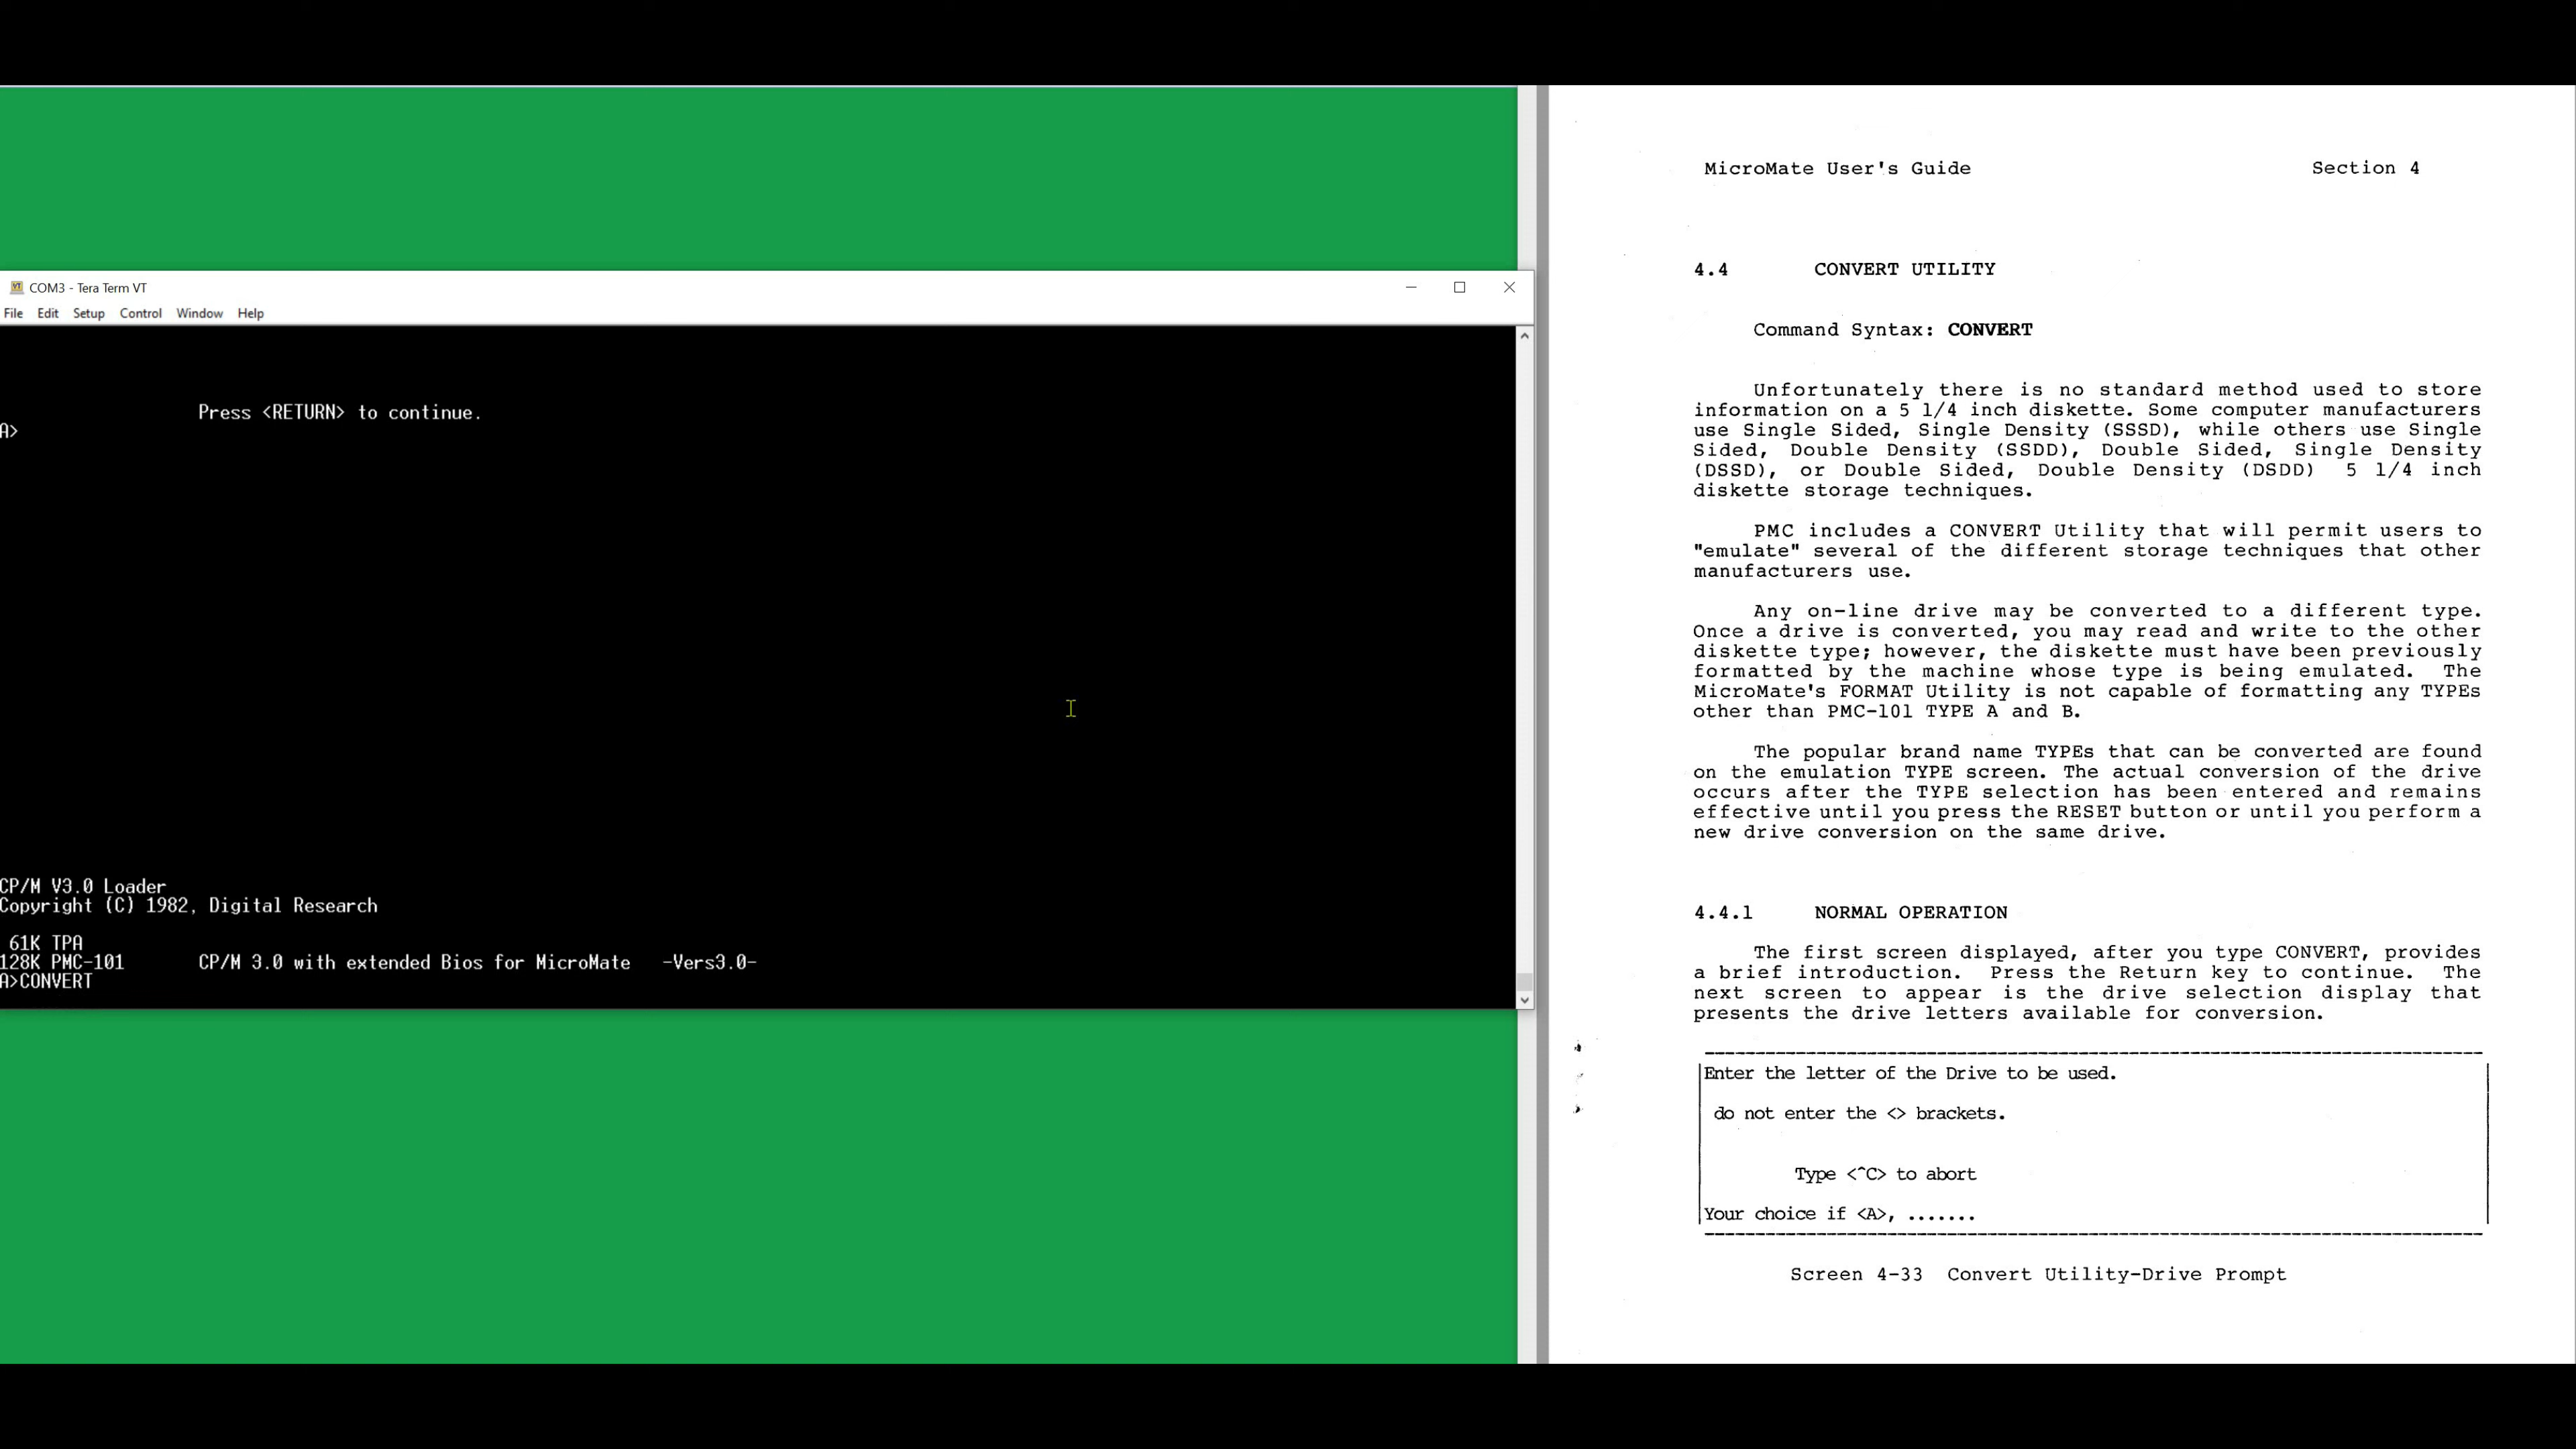 COM3 - Tera Term VT
File Edit Setup Control Window Help
Press <RETURN> to continue.
A>
CP/M V3.0 Loader
Copyright (C) 1982, Digital Research
61K TPA
128K PMC-101 CP/M 3.0 with extended Bios for MicroMate -Vers3.0-
A>CONVERT
MicroMate User's Guide Section 4
4.4 CONVERT UTILITY
Command Syntax: CONVERT
Unfortunately there is no standard method used to store
information on a 5 1/4 inch diskette. Some computer manufacturers
use Single Sided, Single Density (SSSD), while others use Single
Sided, Double Density (SSDD), Double Sided, Single Density
(DSSD), or Double Sided, Double Density (DSDD) 5 1/4 inch
diskette storage techniques.
PMC includes a CONVERT Utility that will permit users to
"emulate" several of the different storage techniques that other
manufacturers use.
Any on-line drive may be converted to a different type.
Once a drive is converted, you may read and write to the other
diskette type; however, the diskette must have been previously
formatted by the machine whose type is being emulated. The
MicroMate's FORMAT Utility is not capable of formatting any TYPEs
other than PMC-101 TYPE A and B.
The popular brand name TYPEs that can be converted are found
on the emulation TYPE screen. The actual conversion of the drive
occurs after the TYPE selection has been entered and remains
effective until you press the RESET button or until you perform a
new drive conversion on the same drive.
4.4.1 NORMAL OPERATION
The first screen displayed, after you type CONVERT, provides
a brief introduction. Press the Return key to continue. The
next screen to appear is the drive selection display that
presents the drive letters available for conversion.
Enter the letter of the Drive to be used.
do not enter the <> brackets.
Type <^C> to abort
Your choice if <A>, .......
Screen 4-33 Convert Utility-Drive Prompt